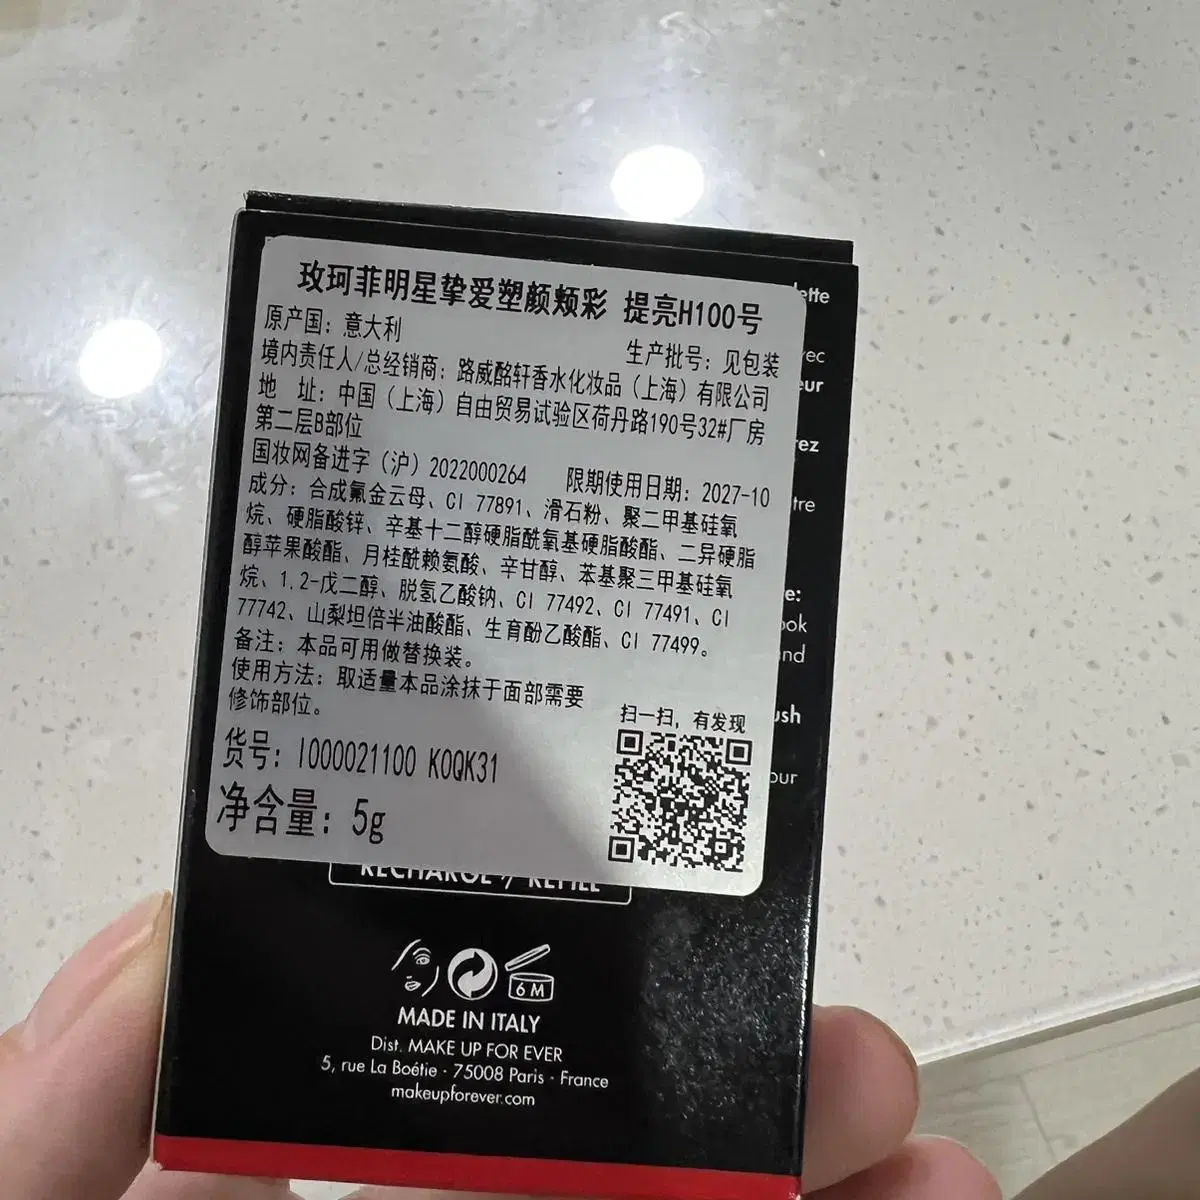 玫珂菲明星挚爱塑颜颊彩 提亮H100号
原产国：意大利
生产批号：见包装
境内责任人/总经销商：路威酩轩香水化妆品（上海）有限公司
地 址：中国（上海）自由贸易试验区荷丹路190号32#厂房
第二层B部位
国妆网备进字（沪）2022000264 限期使用日期：2027-10
成分：合成氟金云母、CI 77891、滑石粉、聚二甲基硅氧
烷、硬脂酸锌、辛基十二醇硬脂酰氧基硬脂酸酯、二异硬脂
醇苹果酸酯、月桂酰赖氨酸、辛甘醇、苯基聚三甲基硅氧
烷、1,2-戊二醇、脱氢乙酸钠、CI 77492、CI 77491、CI
77742、山梨坦倍半油酸酯、生育酚乙酸酯、CI 77499。
备注：本品可用做替换装。
使用方法：取适量本品涂抹于面部需要
修饰部位。
扫一扫，有发现
货号：I000021100 K0QK31
净含量：5g
RECHARGE / REFILL
6 M
MADE IN ITALY
Dist. MAKE UP FOR EVER
5, rue La Boétie · 75008 Paris · France
makeupforever.com